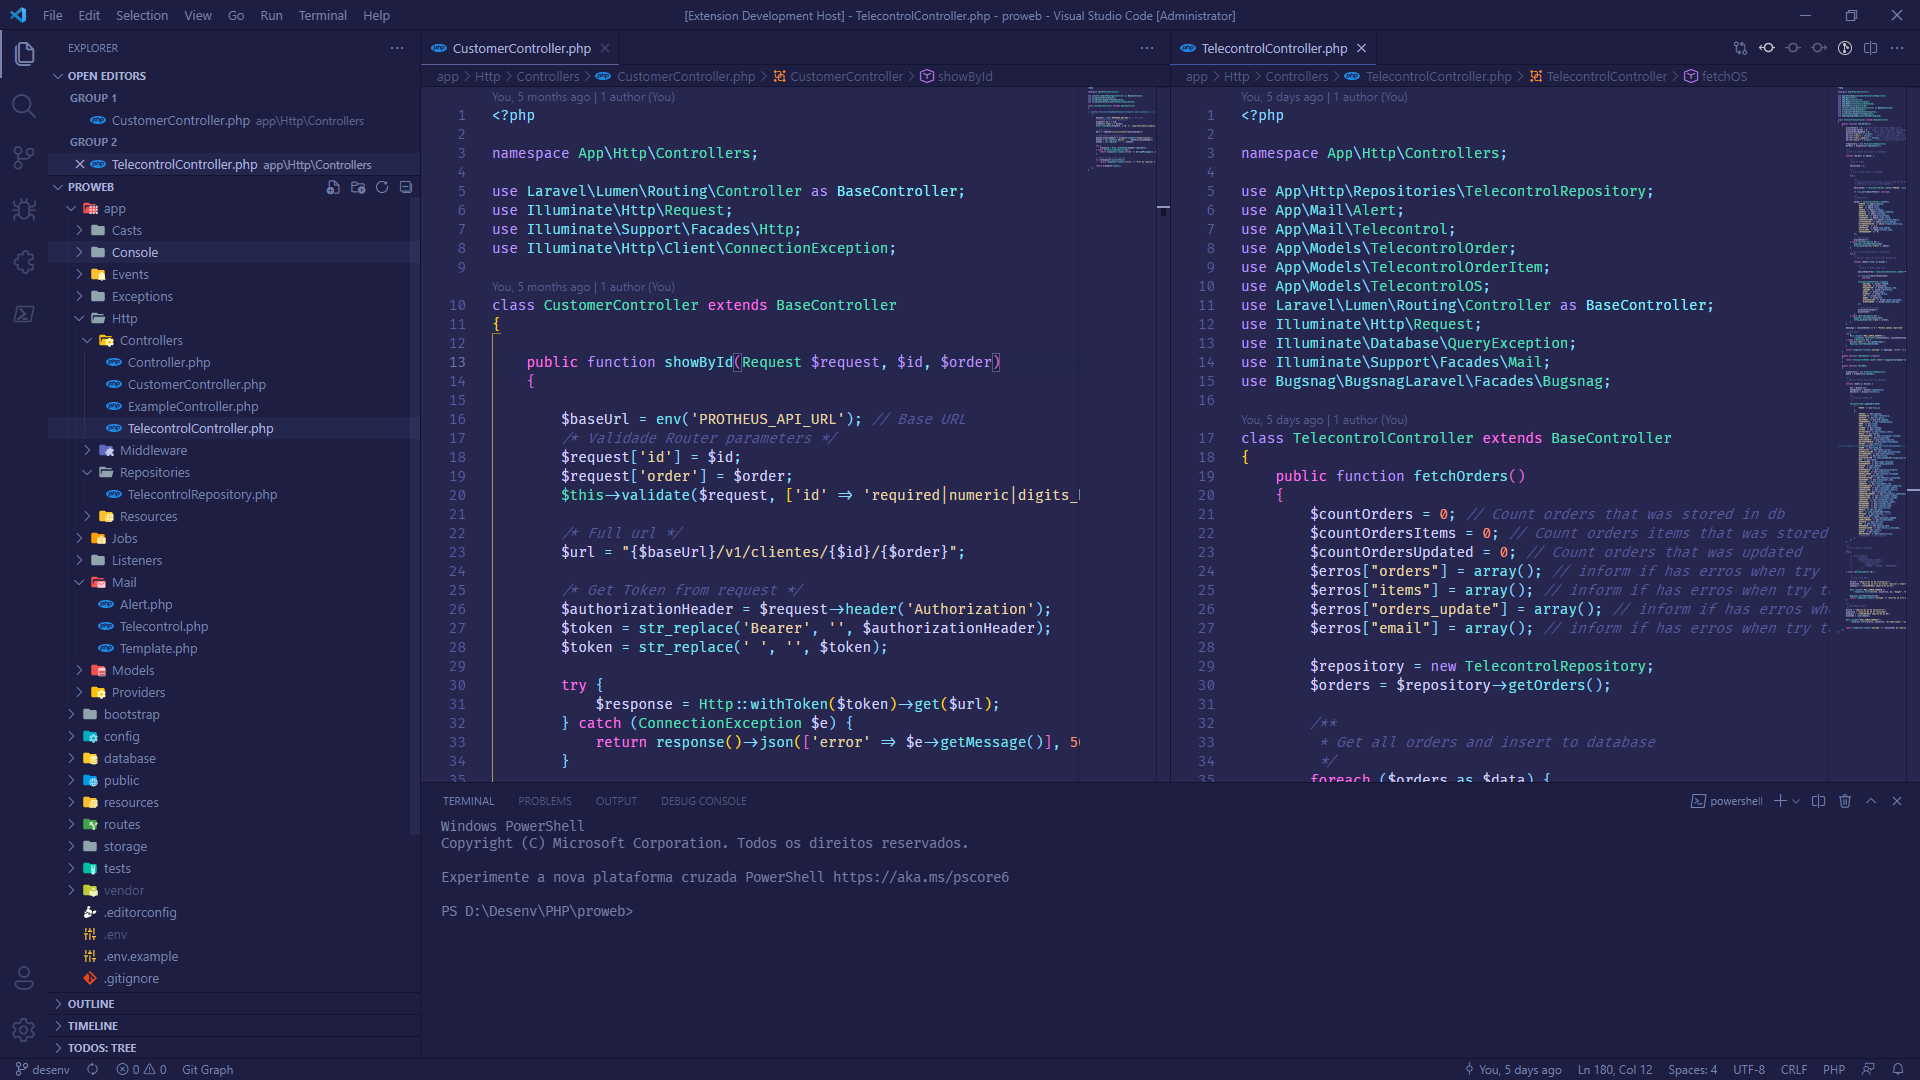 File Edit Selection View Go Run Terminal Help
[Extension Development Host] - TelecontrolController.php - proweb - Visual Studio Code [Administrator]
EXPLORER
OPEN EDITORS
GROUP 1
CustomerController.php app\Http\Controllers
GROUP 2
TelecontrolController.php app\Http\Controllers
PROWEB
app
Casts
Console
Events
Exceptions
Http
Controllers
Controller.php
CustomerController.php
ExampleController.php
TelecontrolController.php
Middleware
Repositories
TelecontrolRepository.php
Resources
Jobs
Listeners
Mail
Alert.php
Telecontrol.php
Template.php
Models
Providers
bootstrap
config
database
public
resources
routes
storage
tests
vendor
.editorconfig
.env
.env.example
.gitignore
OUTLINE
TIMELINE
TODOS: TREE
CustomerController.php
app > Http > Controllers > CustomerController.php > CustomerController > showById
You, 5 months ago | 1 author (You)
1 <?php
2
3 namespace App\Http\Controllers;
4
5 use Laravel\Lumen\Routing\Controller as BaseController;
6 use Illuminate\Http\Request;
7 use Illuminate\Support\Facades\Http;
8 use Illuminate\Http\Client\ConnectionException;
9
You, 5 months ago | 1 author (You)
10 class CustomerController extends BaseController
11 {
12
13 public function showById(Request $request, $id, $order)
14 {
15
16 $baseUrl = env('PROTHEUS_API_URL'); // Base URL
17 /* Validade Router parameters */
18 $request['id'] = $id;
19 $request['order'] = $order;
20 $this->validate($request, ['id' => 'required|numeric|digits_
21
22 /* Full url */
23 $url = "{$baseUrl}/v1/clientes/{$id}/{$order}";
24
25 /* Get Token from request */
26 $authorizationHeader = $request->header('Authorization');
27 $token = str_replace('Bearer', '', $authorizationHeader);
28 $token = str_replace(' ', '', $token);
29
30 try {
31 $response = Http::withToken($token)->get($url);
32 } catch (ConnectionException $e) {
33 return response()->json(['error' => $e->getMessage()], 5
34 }
35
TelecontrolController.php
app > Http > Controllers > TelecontrolController.php > TelecontrolController > fetchOS
You, 5 days ago | 1 author (You)
1 <?php
2
3 namespace App\Http\Controllers;
4
5 use App\Http\Repositories\TelecontrolRepository;
6 use App\Mail\Alert;
7 use App\Mail\Telecontrol;
8 use App\Models\TelecontrolOrder;
9 use App\Models\TelecontrolOrderItem;
10 use App\Models\TelecontrolOS;
11 use Laravel\Lumen\Routing\Controller as BaseController;
12 use Illuminate\Http\Request;
13 use Illuminate\Database\QueryException;
14 use Illuminate\Support\Facades\Mail;
15 use Bugsnag\BugsnagLaravel\Facades\Bugsnag;
16
You, 5 days ago | 1 author (You)
17 class TelecontrolController extends BaseController
18 {
19 public function fetchOrders()
20 {
21 $countOrders = 0; // Count orders that was stored in db
22 $countOrdersItems = 0; // Count orders items that was stored
23 $countOrdersUpdated = 0; // Count orders that was updated
24 $erros["orders"] = array(); // inform if has erros when try
25 $erros["items"] = array(); // inform if has erros when try t
26 $erros["orders_update"] = array(); // inform if has erros wh
27 $erros["email"] = array(); // inform if has erros when try t
28
29 $repository = new TelecontrolRepository;
30 $orders = $repository->getOrders();
31
32 /**
33 * Get all orders and insert to database
34 */
35 foreach ($orders as $data) {
TERMINAL PROBLEMS OUTPUT DEBUG CONSOLE
powershell
Windows PowerShell
Copyright (C) Microsoft Corporation. Todos os direitos reservados.
Experimente a nova plataforma cruzada PowerShell https://aka.ms/pscore6
PS D:\Desenv\PHP\proweb>
desenv 0 0 Git Graph
You, 5 days ago Ln 180, Col 12 Spaces: 4 UTF-8 CRLF PHP